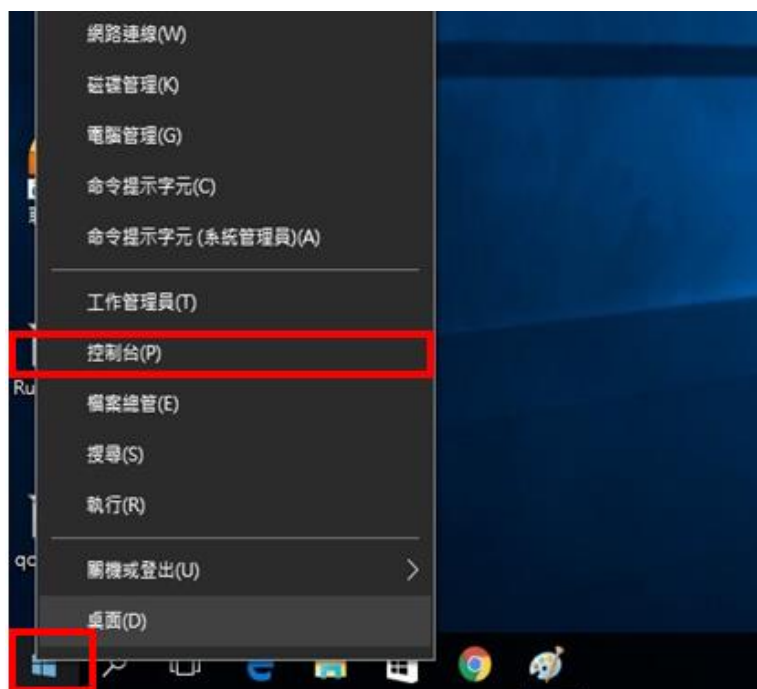 網路連線(W)
磁碟管理(K)
電腦管理(G)
命令提示字元(C)
命令提示字元 (系統管理員)(A)
工作管理員(T)
控制台(P)
Ru
檔案總管(E)
搜尋(S)
執行(R)
qc
關機或登出(U)
桌面(D)